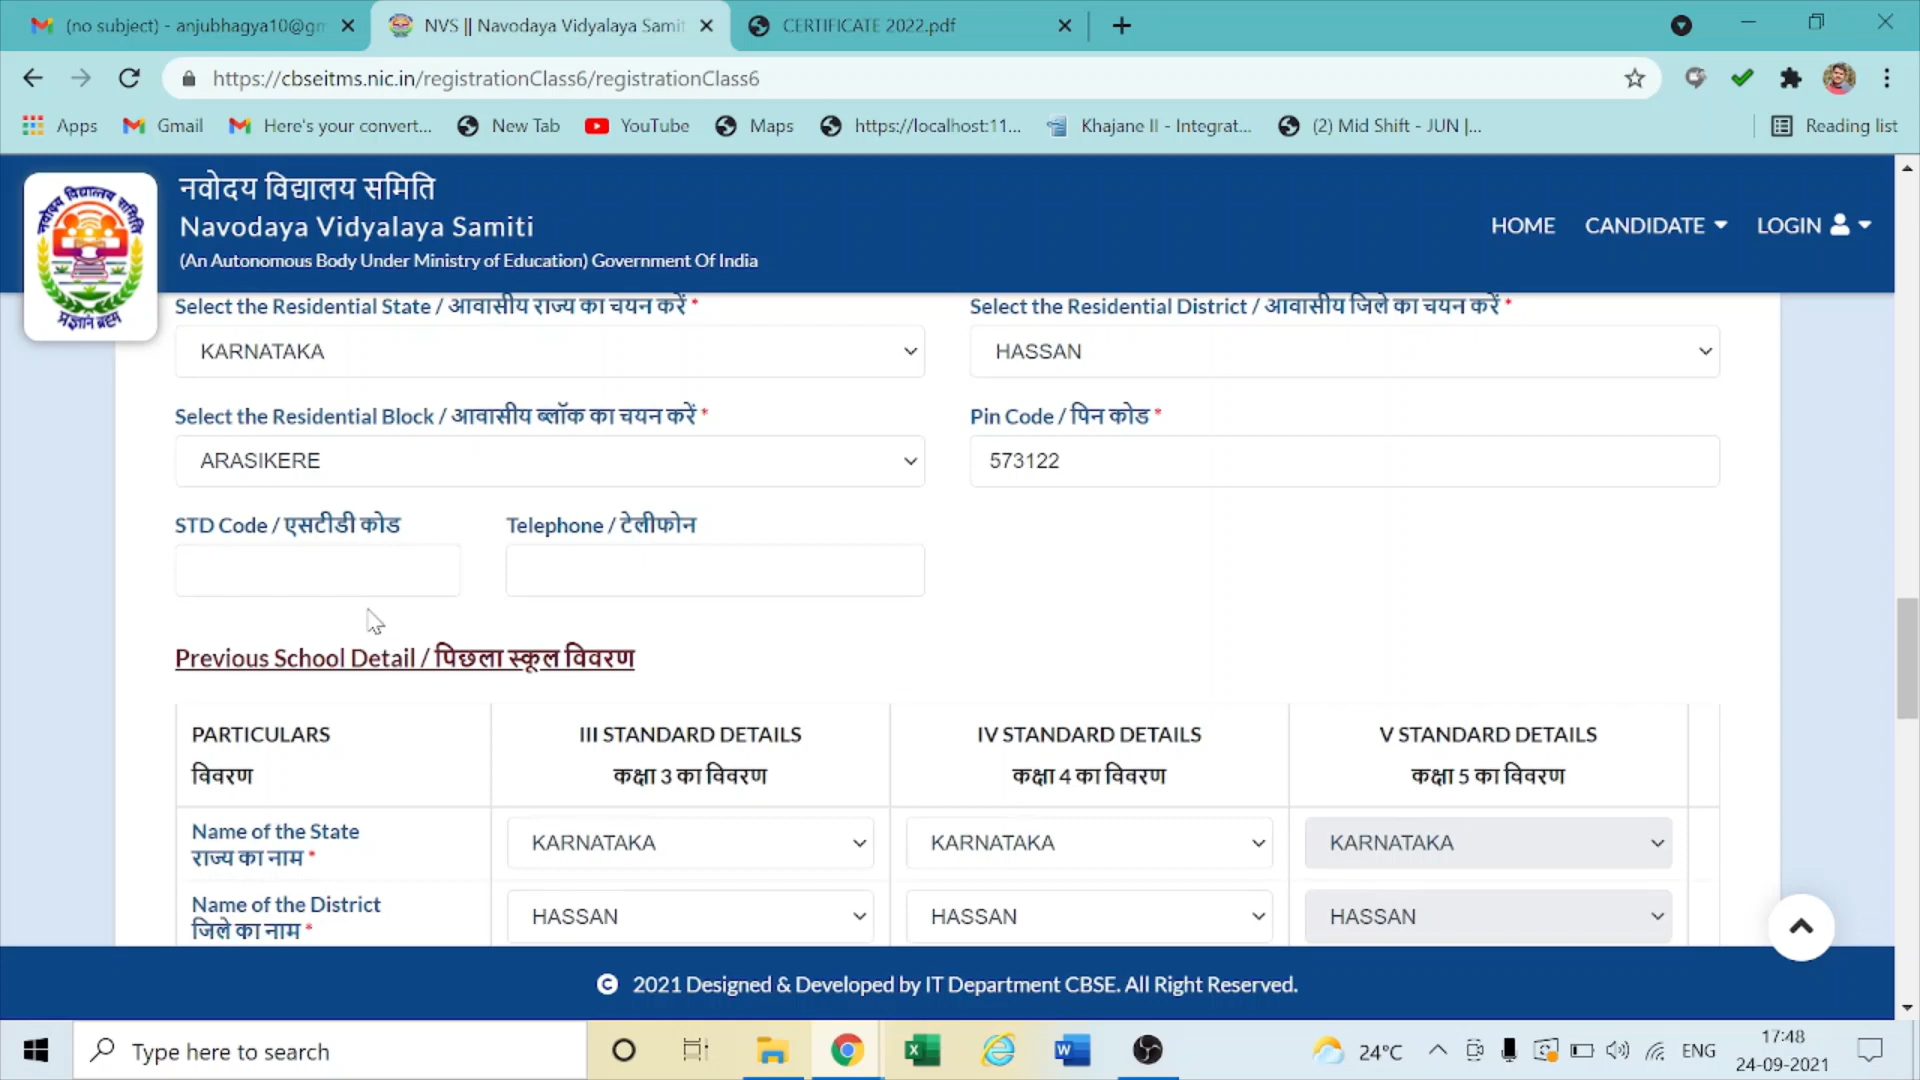 (no subject) - anjubhagya10@gm
NVS || Navodaya Vidyalaya Samit
CERTIFICATE 2022.pdf
https://cbseitms.nic.in/registrationClass6/registrationClass6
Apps
Gmail
Here's your convert...
New Tab
YouTube
Maps
https://localhost:11...
Khajane II - Integrat...
(2) Mid Shift - JUN |...
Reading list
नवोदय विद्यालय समिति
Navodaya Vidyalaya Samiti
(An Autonomous Body Under Ministry of Education) Government Of India
HOME
CANDIDATE
LOGIN
नवोदय विद्यालय समिति
प्रज्ञानं ब्रह्म
Select the Residential State / आवासीय राज्य का चयन करें *
Select the Residential District / आवासीय जिले का चयन करें *
KARNATAKA
HASSAN
Select the Residential Block / आवासीय ब्लॉक का चयन करें *
Pin Code / पिन कोड *
ARASIKERE
573122
STD Code / एसटीडी कोड
Telephone / टेलीफोन
Previous School Detail / पिछला स्कूल विवरण
PARTICULARS
विवरण
III STANDARD DETAILS
कक्षा 3 का विवरण
IV STANDARD DETAILS
कक्षा 4 का विवरण
V STANDARD DETAILS
कक्षा 5 का विवरण
Name of the State
राज्य का नाम *
KARNATAKA
KARNATAKA
KARNATAKA
Name of the District
जिले का नाम *
HASSAN
HASSAN
HASSAN
© 2021 Designed & Developed by IT Department CBSE. All Right Reserved.
Type here to search
24°C
ENG
17:48
24-09-2021